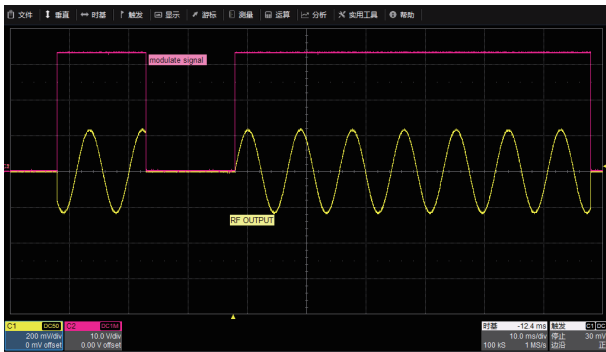 文件 垂直 时基 触发 显示 游标 测量 运算 分析 实用工具 帮助
modulate signal
C3
RF OUTPUT
C1 DC50 C2 DC1M 时基 -12.4 ms 触发 C1 DC
200 mV/div 10.0 V/div 10.0 ms/div 停止 30 mV
0 mV offset 0.00 V offset 100 kS 1 MS/s 边沿 正